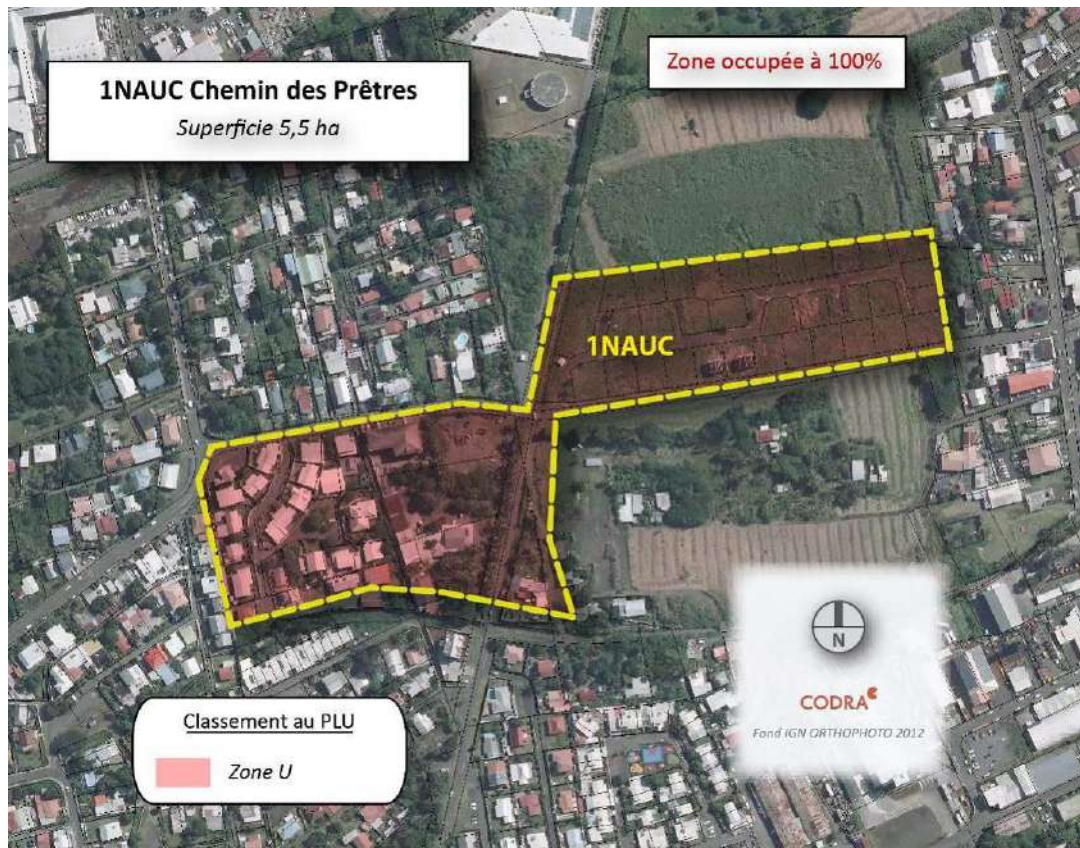 1NAUC Chemin des Prêtres
Superficie 5,5 ha
Zone occupée à 100%
1NAUC
Classement au PLU
Zone U
N
CODRA
Fond IGN ORTHOPHOTO 2012